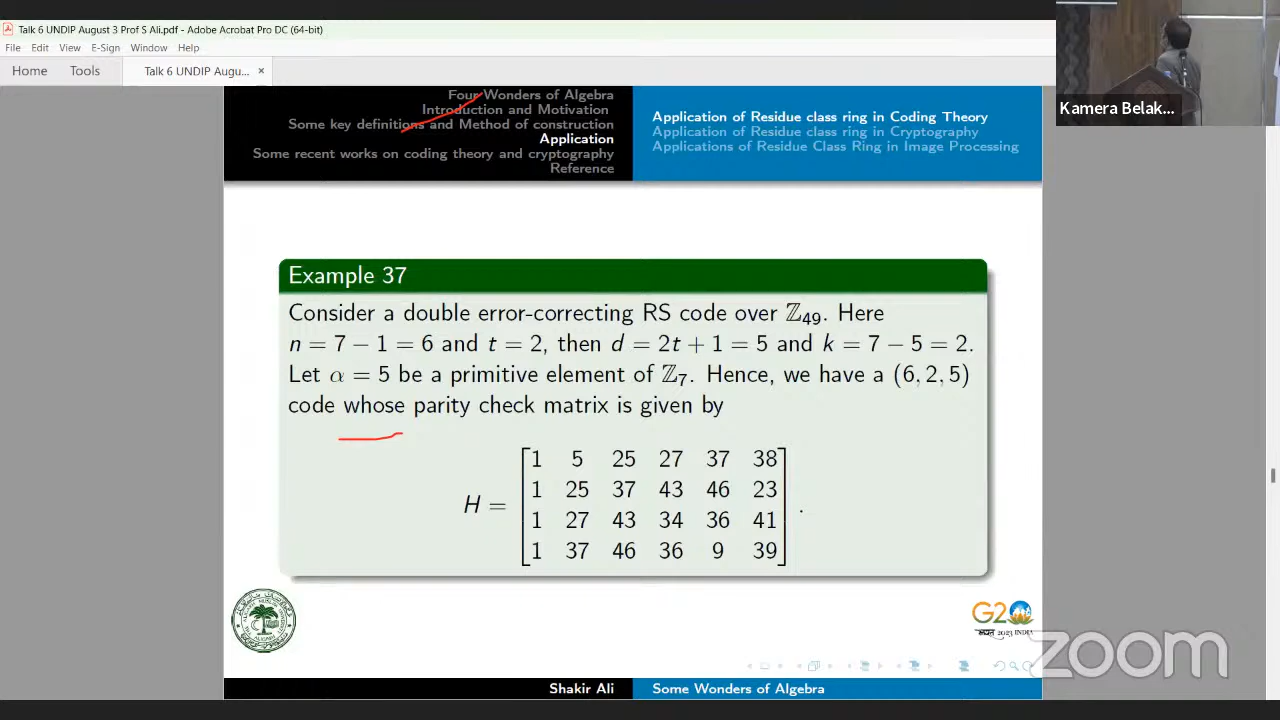 Talk 6 UNDIP August 3 Prof S Ali.pdf - Adobe Acrobat Pro DC (64-bit)
File Edit View E-Sign Window Help
Home Tools Talk 6 UNDIP Augu... ×
Four Wonders of Algebra
Introduction and Motivation
Some key definitions and Method of construction
Application
Some recent works on coding theory and cryptography
Reference
Application of Residue class ring in Coding Theory
Application of Residue class ring in Cryptography
Applications of Residue Class Ring in Image Processing
Kamera Belak...
Example 37
Consider a double error-correcting RS code over ℤ₄₉. Here
n = 7 − 1 = 6 and t = 2, then d = 2t + 1 = 5 and k = 7 − 5 = 2.
Let α = 5 be a primitive element of ℤ₇. Hence, we have a (6, 2, 5)
code whose parity check matrix is given by
1 5 25 27 37 38
1 25 37 43 46 23
H =
1 27 43 34 36 41
1 37 46 36 9 39
.
G20
2023 INDIA
zoom
Shakir Ali Some Wonders of Algebra